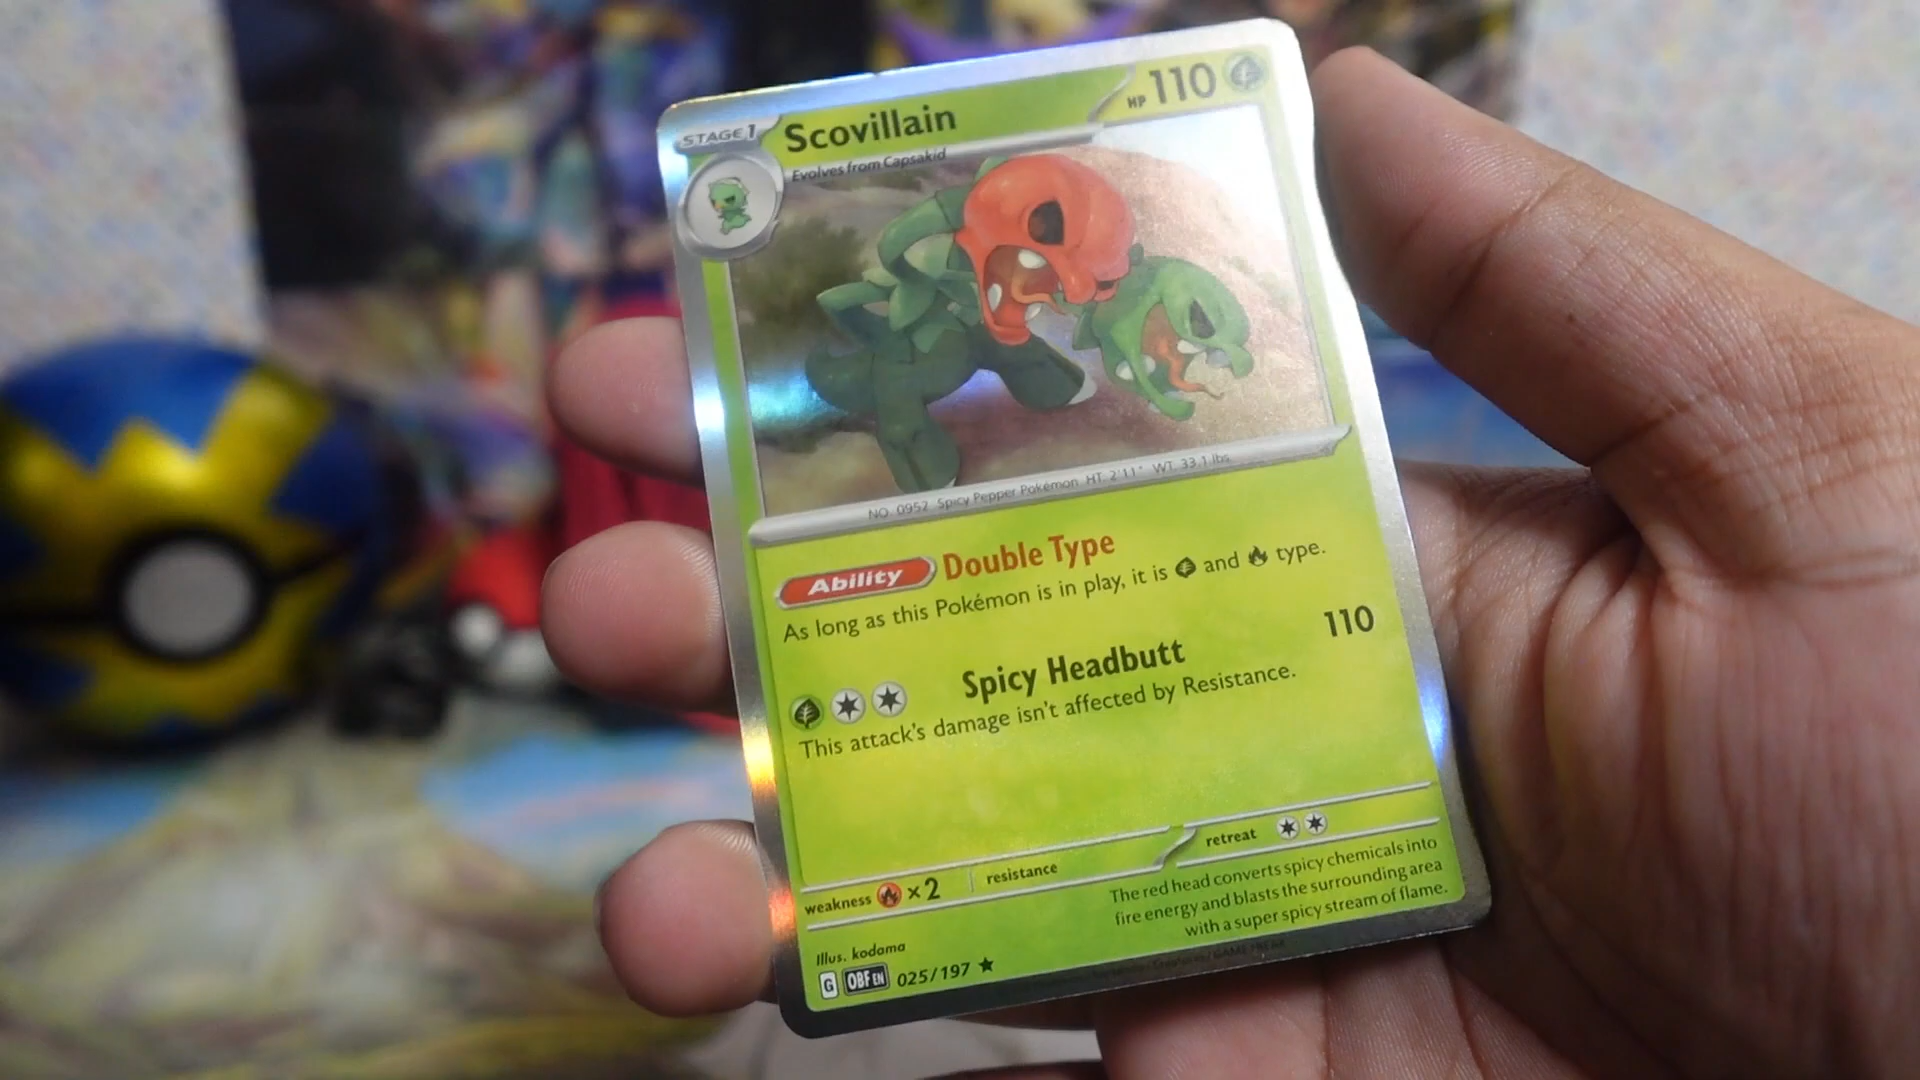 STAGE 1
Scovillain
HP 110
Evolves from Capsakid
NO. 0952 Spicy Pepper Pokémon HT. 2'11" WT. 33.1 lbs
Ability Double Type
As long as this Pokémon is in play, it is and type.
Spicy Headbutt 110
This attack's damage isn't affected by Resistance.
weakness ×2 resistance retreat
The red head converts spicy chemicals into
fire energy and blasts the surrounding area
with a super spicy stream of flame.
Illus. kodama
G OBF EN 025/197